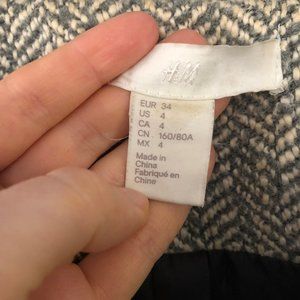 H&M
EUR 34
US 4
CA 4
CN 160/80A
MX 4
Made in
China
Fabriqué en
Chine